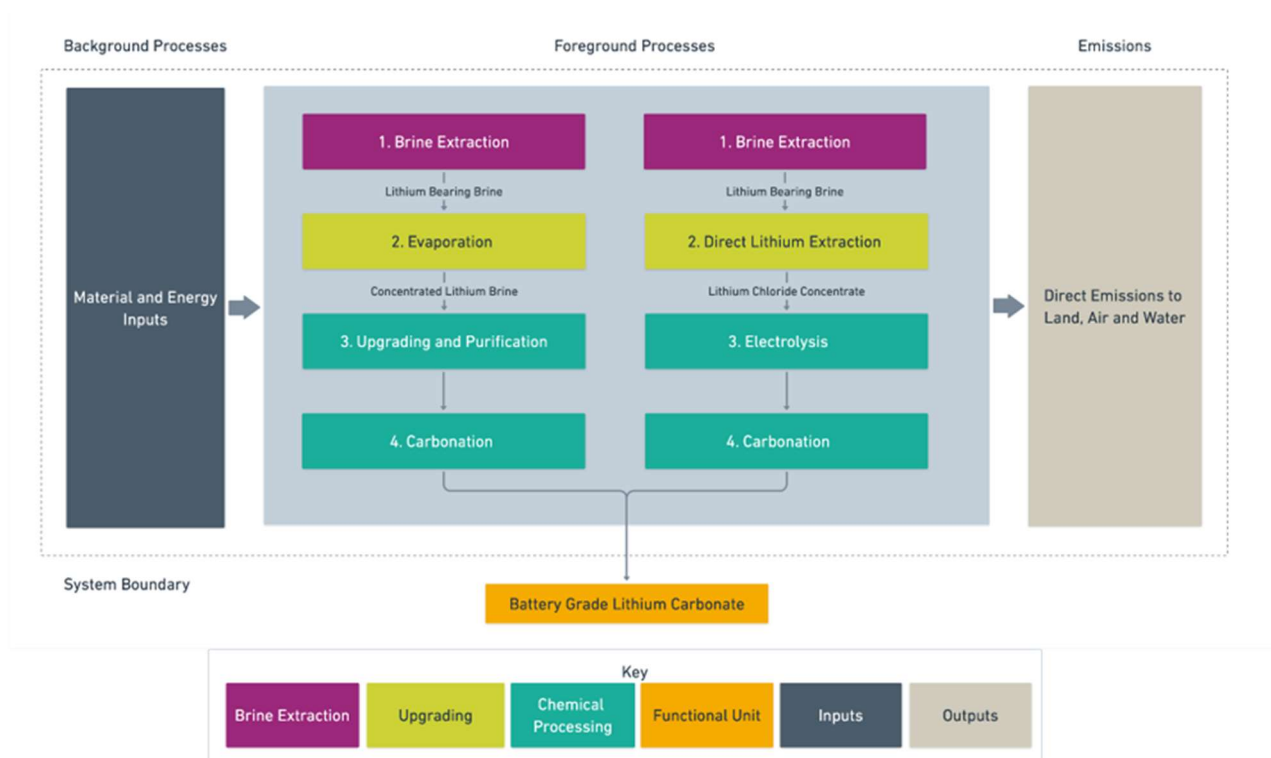 Background Processes
Foreground Processes
Emissions
Material and Energy
Inputs
1. Brine Extraction
Lithium Bearing Brine
2. Evaporation
Concentrated Lithium Brine
3. Upgrading and Purification
4. Carbonation
1. Brine Extraction
Lithium Bearing Brine
2. Direct Lithium Extraction
Lithium Chloride Concentrate
3. Electrolysis
4. Carbonation
Direct Emissions to
Land, Air and Water
System Boundary
Battery Grade Lithium Carbonate
Key
Brine Extraction
Upgrading
Chemical
Processing
Functional Unit
Inputs
Outputs